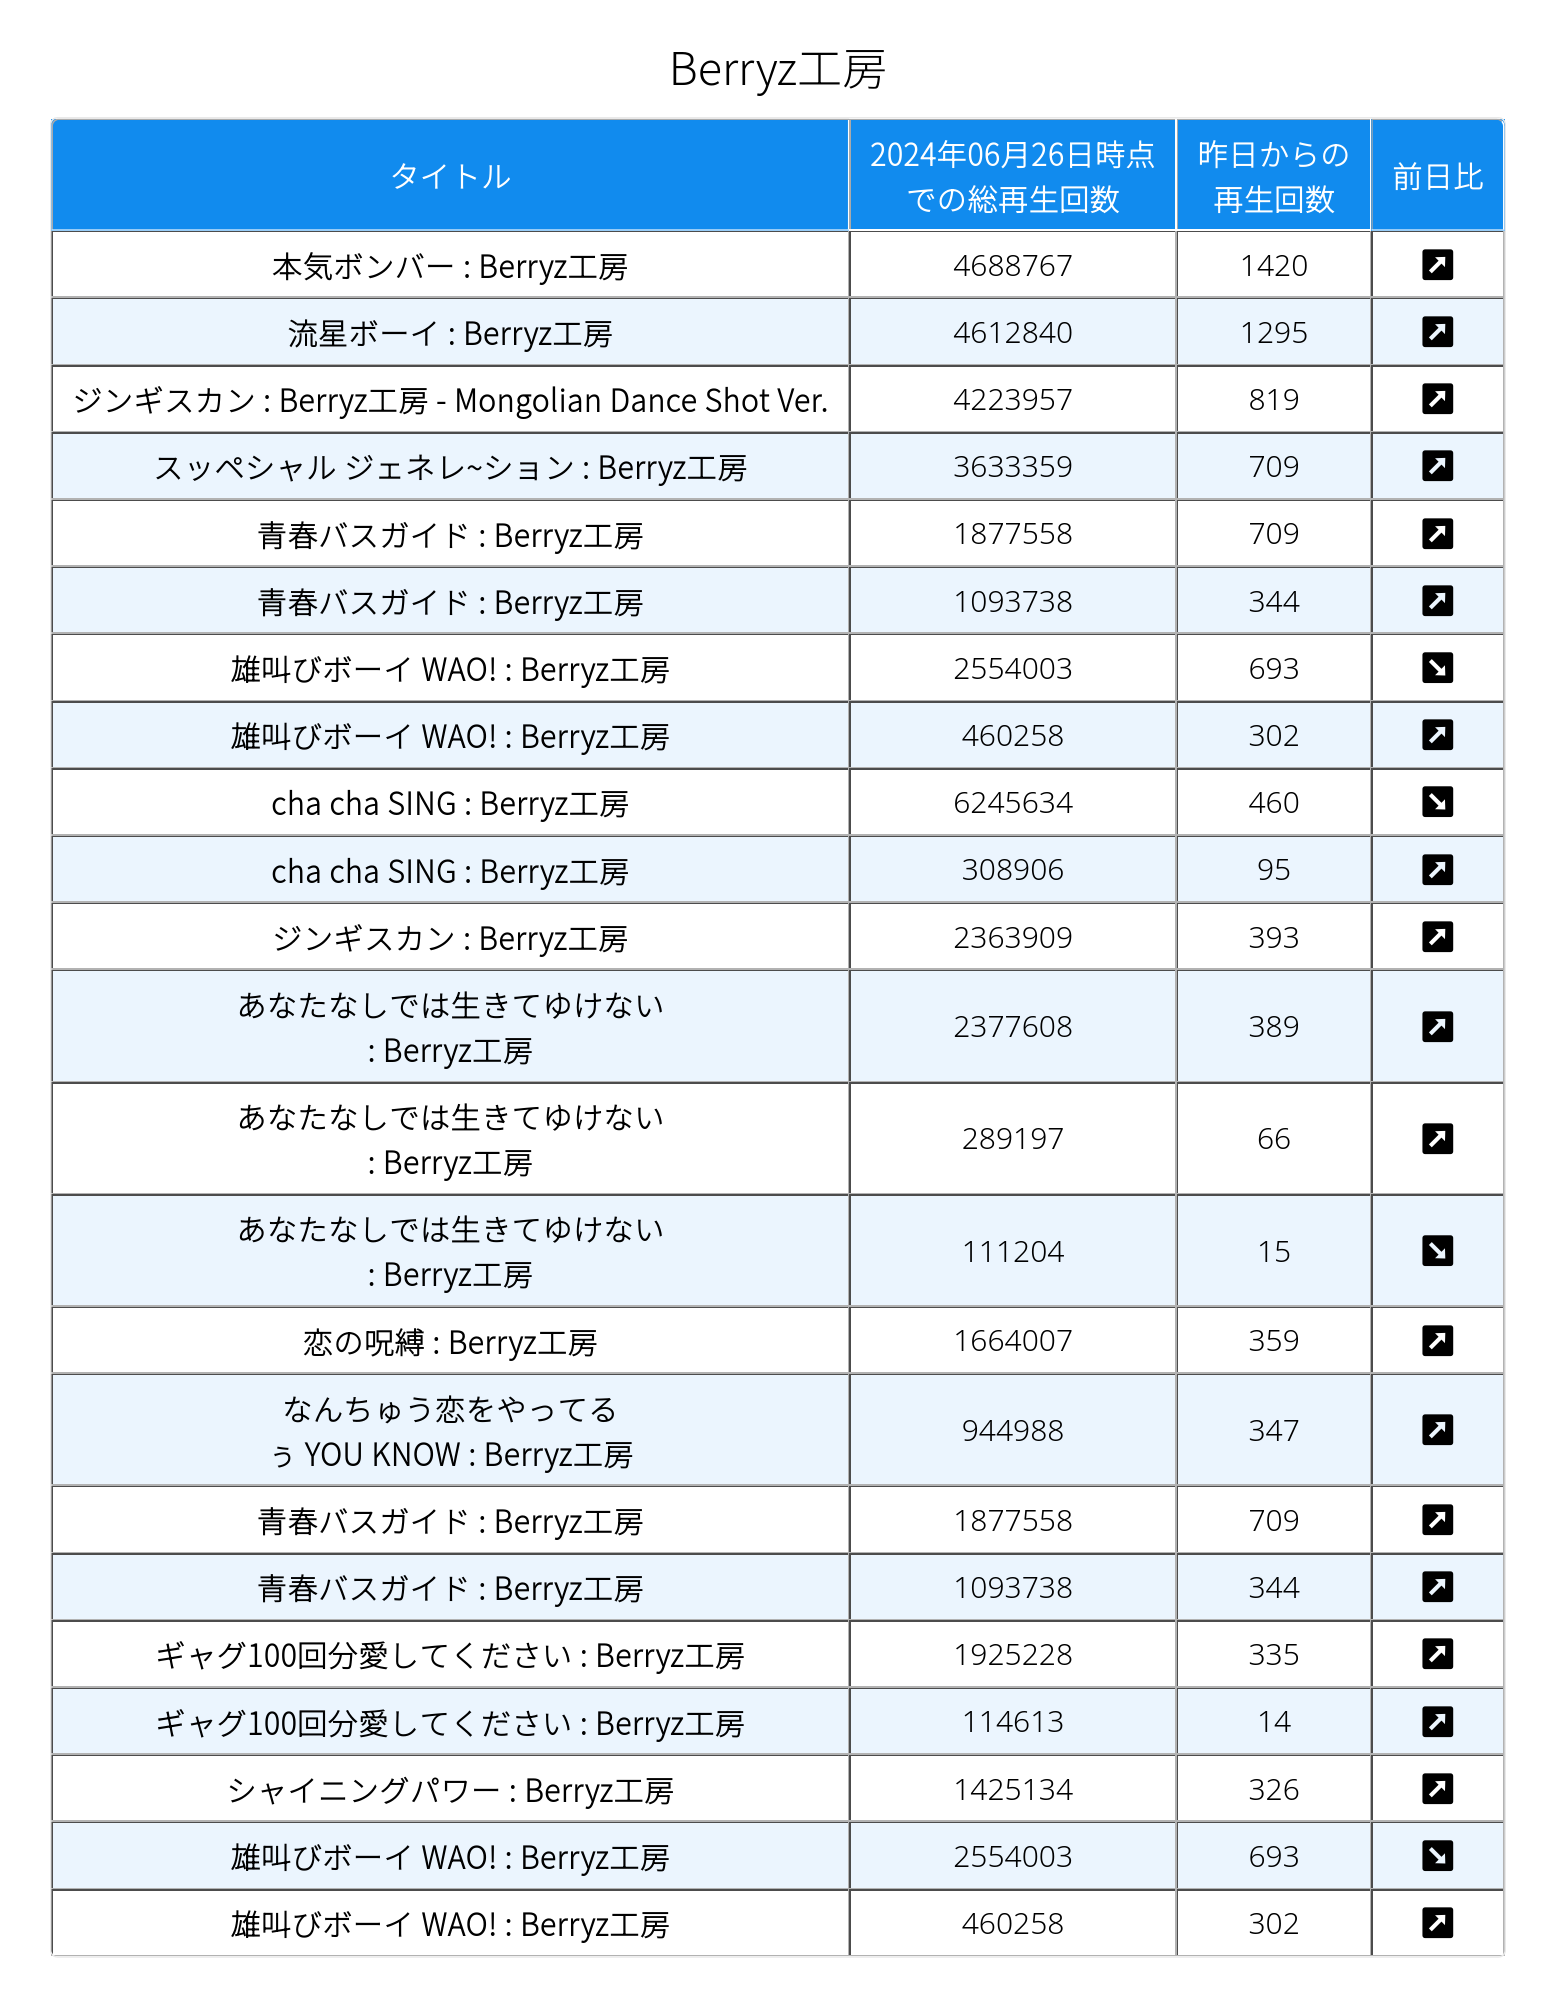 Berryz工房
タイトル 2024年06月26日時点での総再生回数 昨日からの再生回数 前日比
本気ボンバー : Berryz工房 4688767 1420 ↗
流星ボーイ : Berryz工房 4612840 1295 ↗
ジンギスカン : Berryz工房 - Mongolian Dance Shot Ver. 4223957 819 ↗
スッペシャル ジェネレ~ション : Berryz工房 3633359 709 ↗
青春バスガイド : Berryz工房 1877558 709 ↗
青春バスガイド : Berryz工房 1093738 344 ↗
雄叫びボーイ WAO! : Berryz工房 2554003 693 ↘
雄叫びボーイ WAO! : Berryz工房 460258 302 ↗
cha cha SING : Berryz工房 6245634 460 ↘
cha cha SING : Berryz工房 308906 95 ↗
ジンギスカン : Berryz工房 2363909 393 ↗
あなたなしでは生きてゆけない
: Berryz工房 2377608 389 ↗
あなたなしでは生きてゆけない
: Berryz工房 289197 66 ↗
あなたなしでは生きてゆけない
: Berryz工房 111204 15 ↘
恋の呪縛 : Berryz工房 1664007 359 ↗
なんちゅう恋をやってる
ぅ YOU KNOW : Berryz工房 944988 347 ↗
青春バスガイド : Berryz工房 1877558 709 ↗
青春バスガイド : Berryz工房 1093738 344 ↗
ギャグ100回分愛してください : Berryz工房 1925228 335 ↗
ギャグ100回分愛してください : Berryz工房 114613 14 ↗
シャイニングパワー : Berryz工房 1425134 326 ↗
雄叫びボーイ WAO! : Berryz工房 2554003 693 ↘
雄叫びボーイ WAO! : Berryz工房 460258 302 ↗